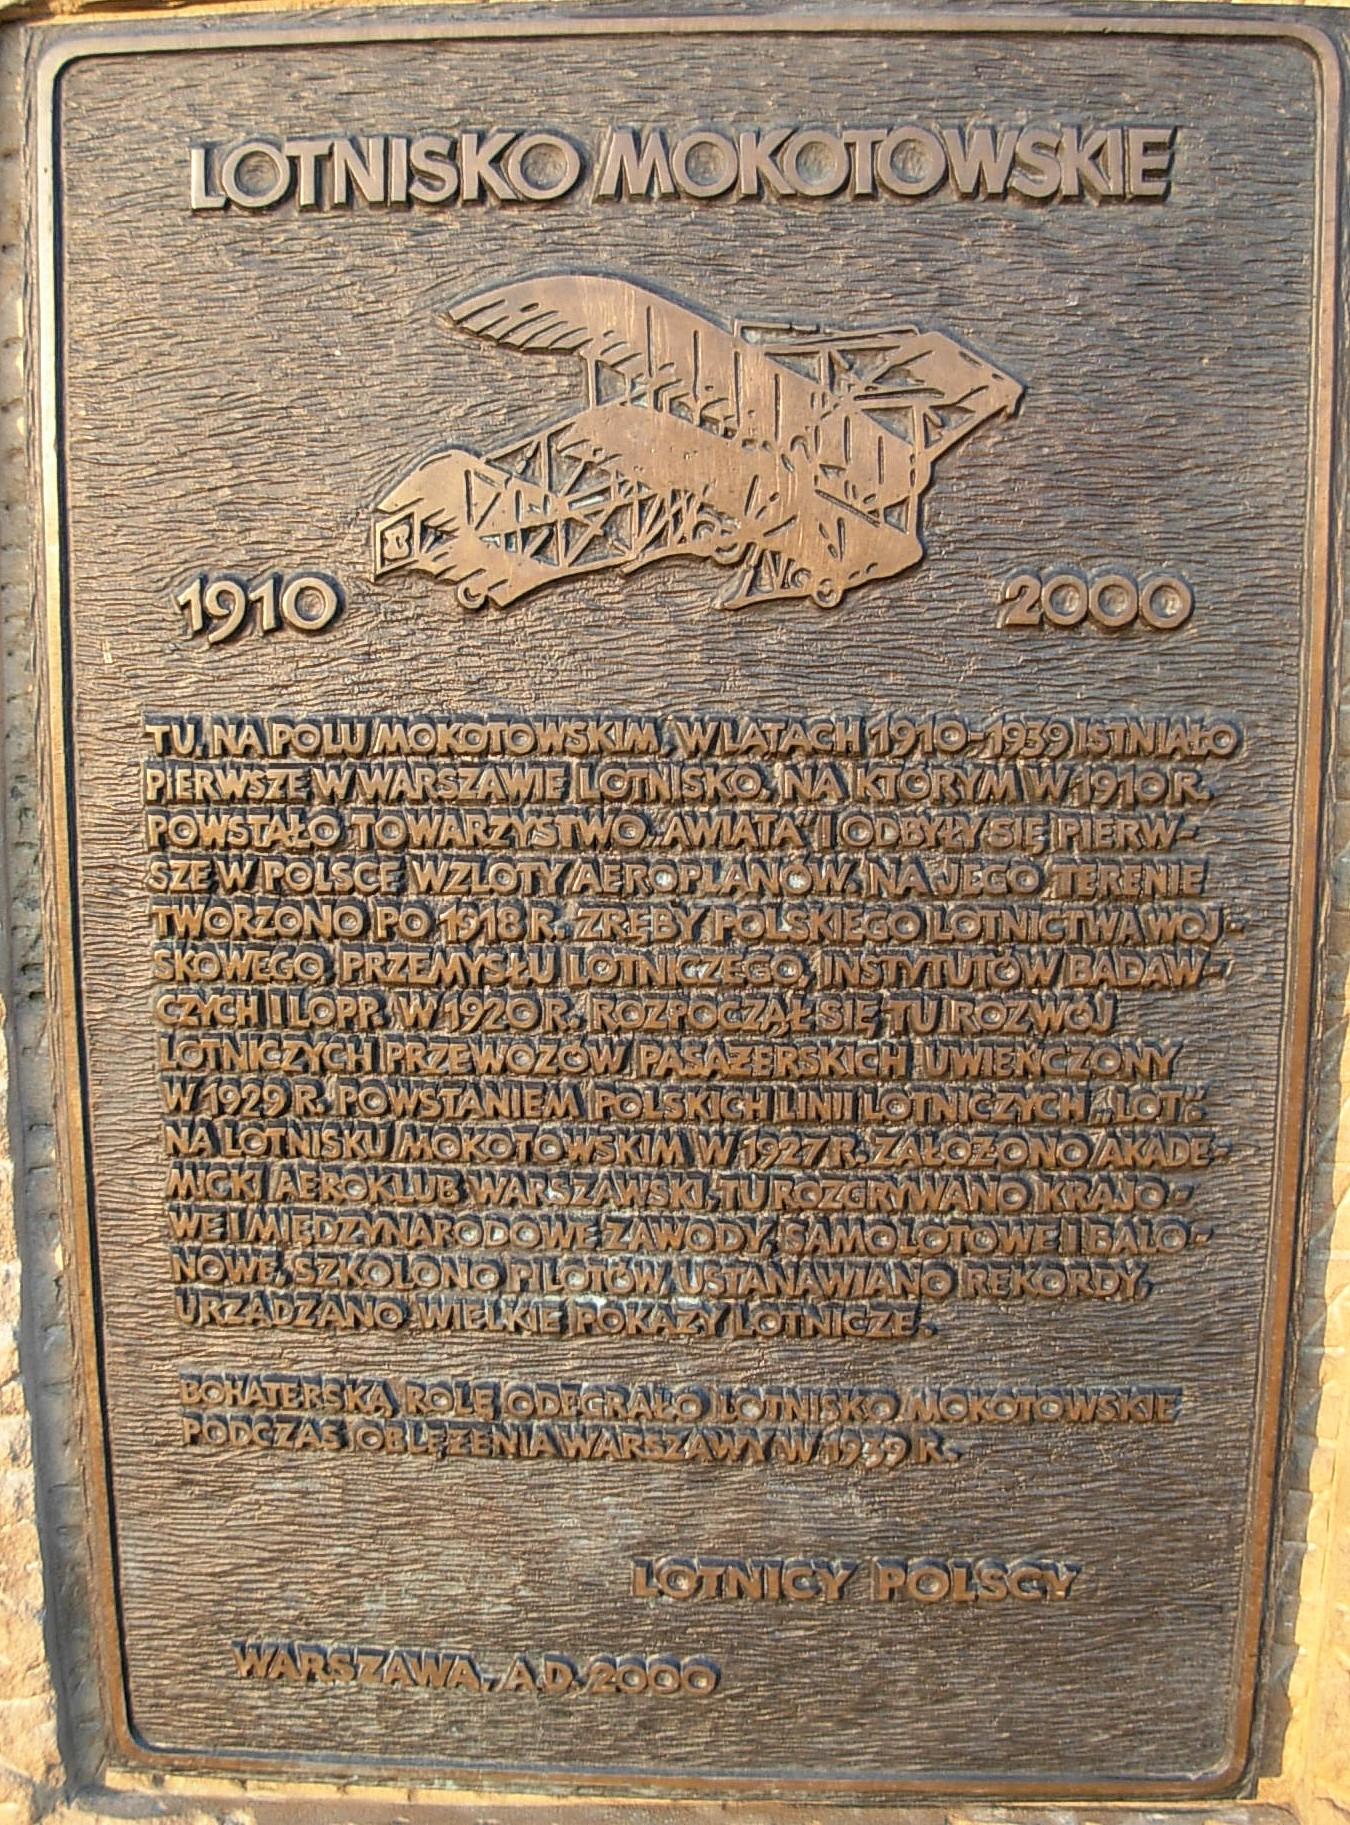 LOTNISKO MOKOTOWSKIE
1910
2000
TU, NA POLU MOKOTOWSKIM, W LATACH 1910-1939 ISTNIAŁO
PIERWSZE W WARSZAWIE LOTNISKO, NA KTÓRYM W 1910 R.
POWSTAŁO TOWARZYSTWO „AWIATA” I ODBYŁY SIĘ PIERW-
SZE W POLSCE WZLOTY AEROPLANÓW. NA JEGO TERENIE
TWORZONO PO 1918 R. ZRĘBY POLSKIEGO LOTNICTWA WOJ-
SKOWEGO, PRZEMYSŁU LOTNICZEGO, INSTYTUTÓW BADAW-
CZYCH I LOPP. W 1920 R. ROZPOCZĄŁ SIĘ TU ROZWÓJ
LOTNICZYCH PRZEWOZÓW PASAŻERSKICH UWIEŃCZONY
W 1929 R. POWSTANIEM POLSKICH LINII LOTNICZYCH „LOT”.
NA LOTNISKU MOKOTOWSKIM W 1927 R. ZAŁOŻONO AKADE-
MICKI AEROKLUB WARSZAWSKI, TU ROZGRYWANO KRAJO-
WE I MIĘDZYNARODOWE ZAWODY, SAMOLOTOWE I BALO-
NOWE, SZKOLONO PILOTÓW, USTANAWIANO REKORDY,
URZĄDZANO WIELKIE POKAZY LOTNICZE.
BOHATERSKĄ ROLĘ ODEGRAŁO LOTNISKO MOKOTOWSKIE
PODCZAS OBLĘŻENIA WARSZAWY W 1939 R.
LOTNICY POLSCY
WARSZAWA, A.D. 2000